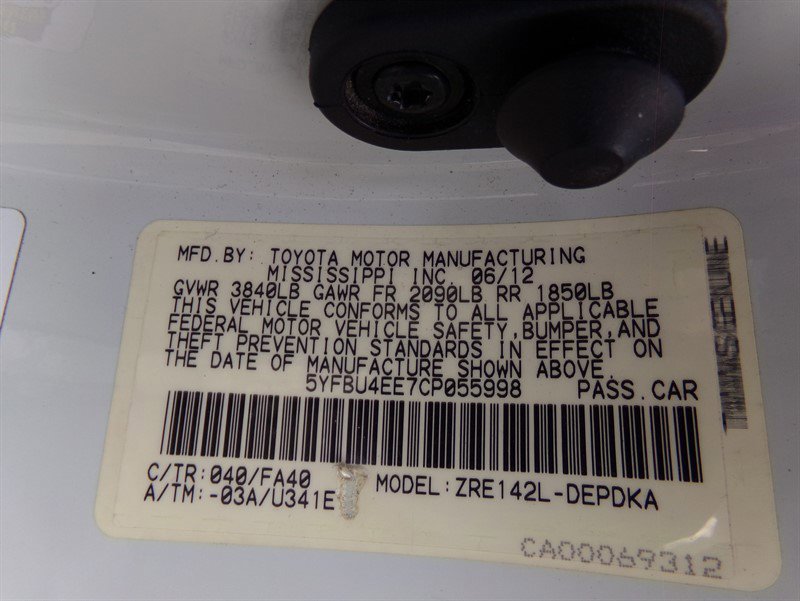 MFD.BY: TOYOTA MOTOR MANUFACTURING
MISSISSIPPI INC. 06/12
GVWR 3840LB GAWR FR 2090LB RR 1850LB
THIS VEHICLE CONFORMS TO ALL APPLICABLE
FEDERAL MOTOR VEHICLE SAFETY,BUMPER,AND
THEFT PREVENTION STANDARDS IN EFFECT ON
THE DATE OF MANUFACTURE SHOWN ABOVE.
5YFBU4EE7CP055998 PASS.CAR
C/TR:040/FA40 MODEL:ZRE142L-DEPDKA
A/TM:-03A/U341E
CA00069312